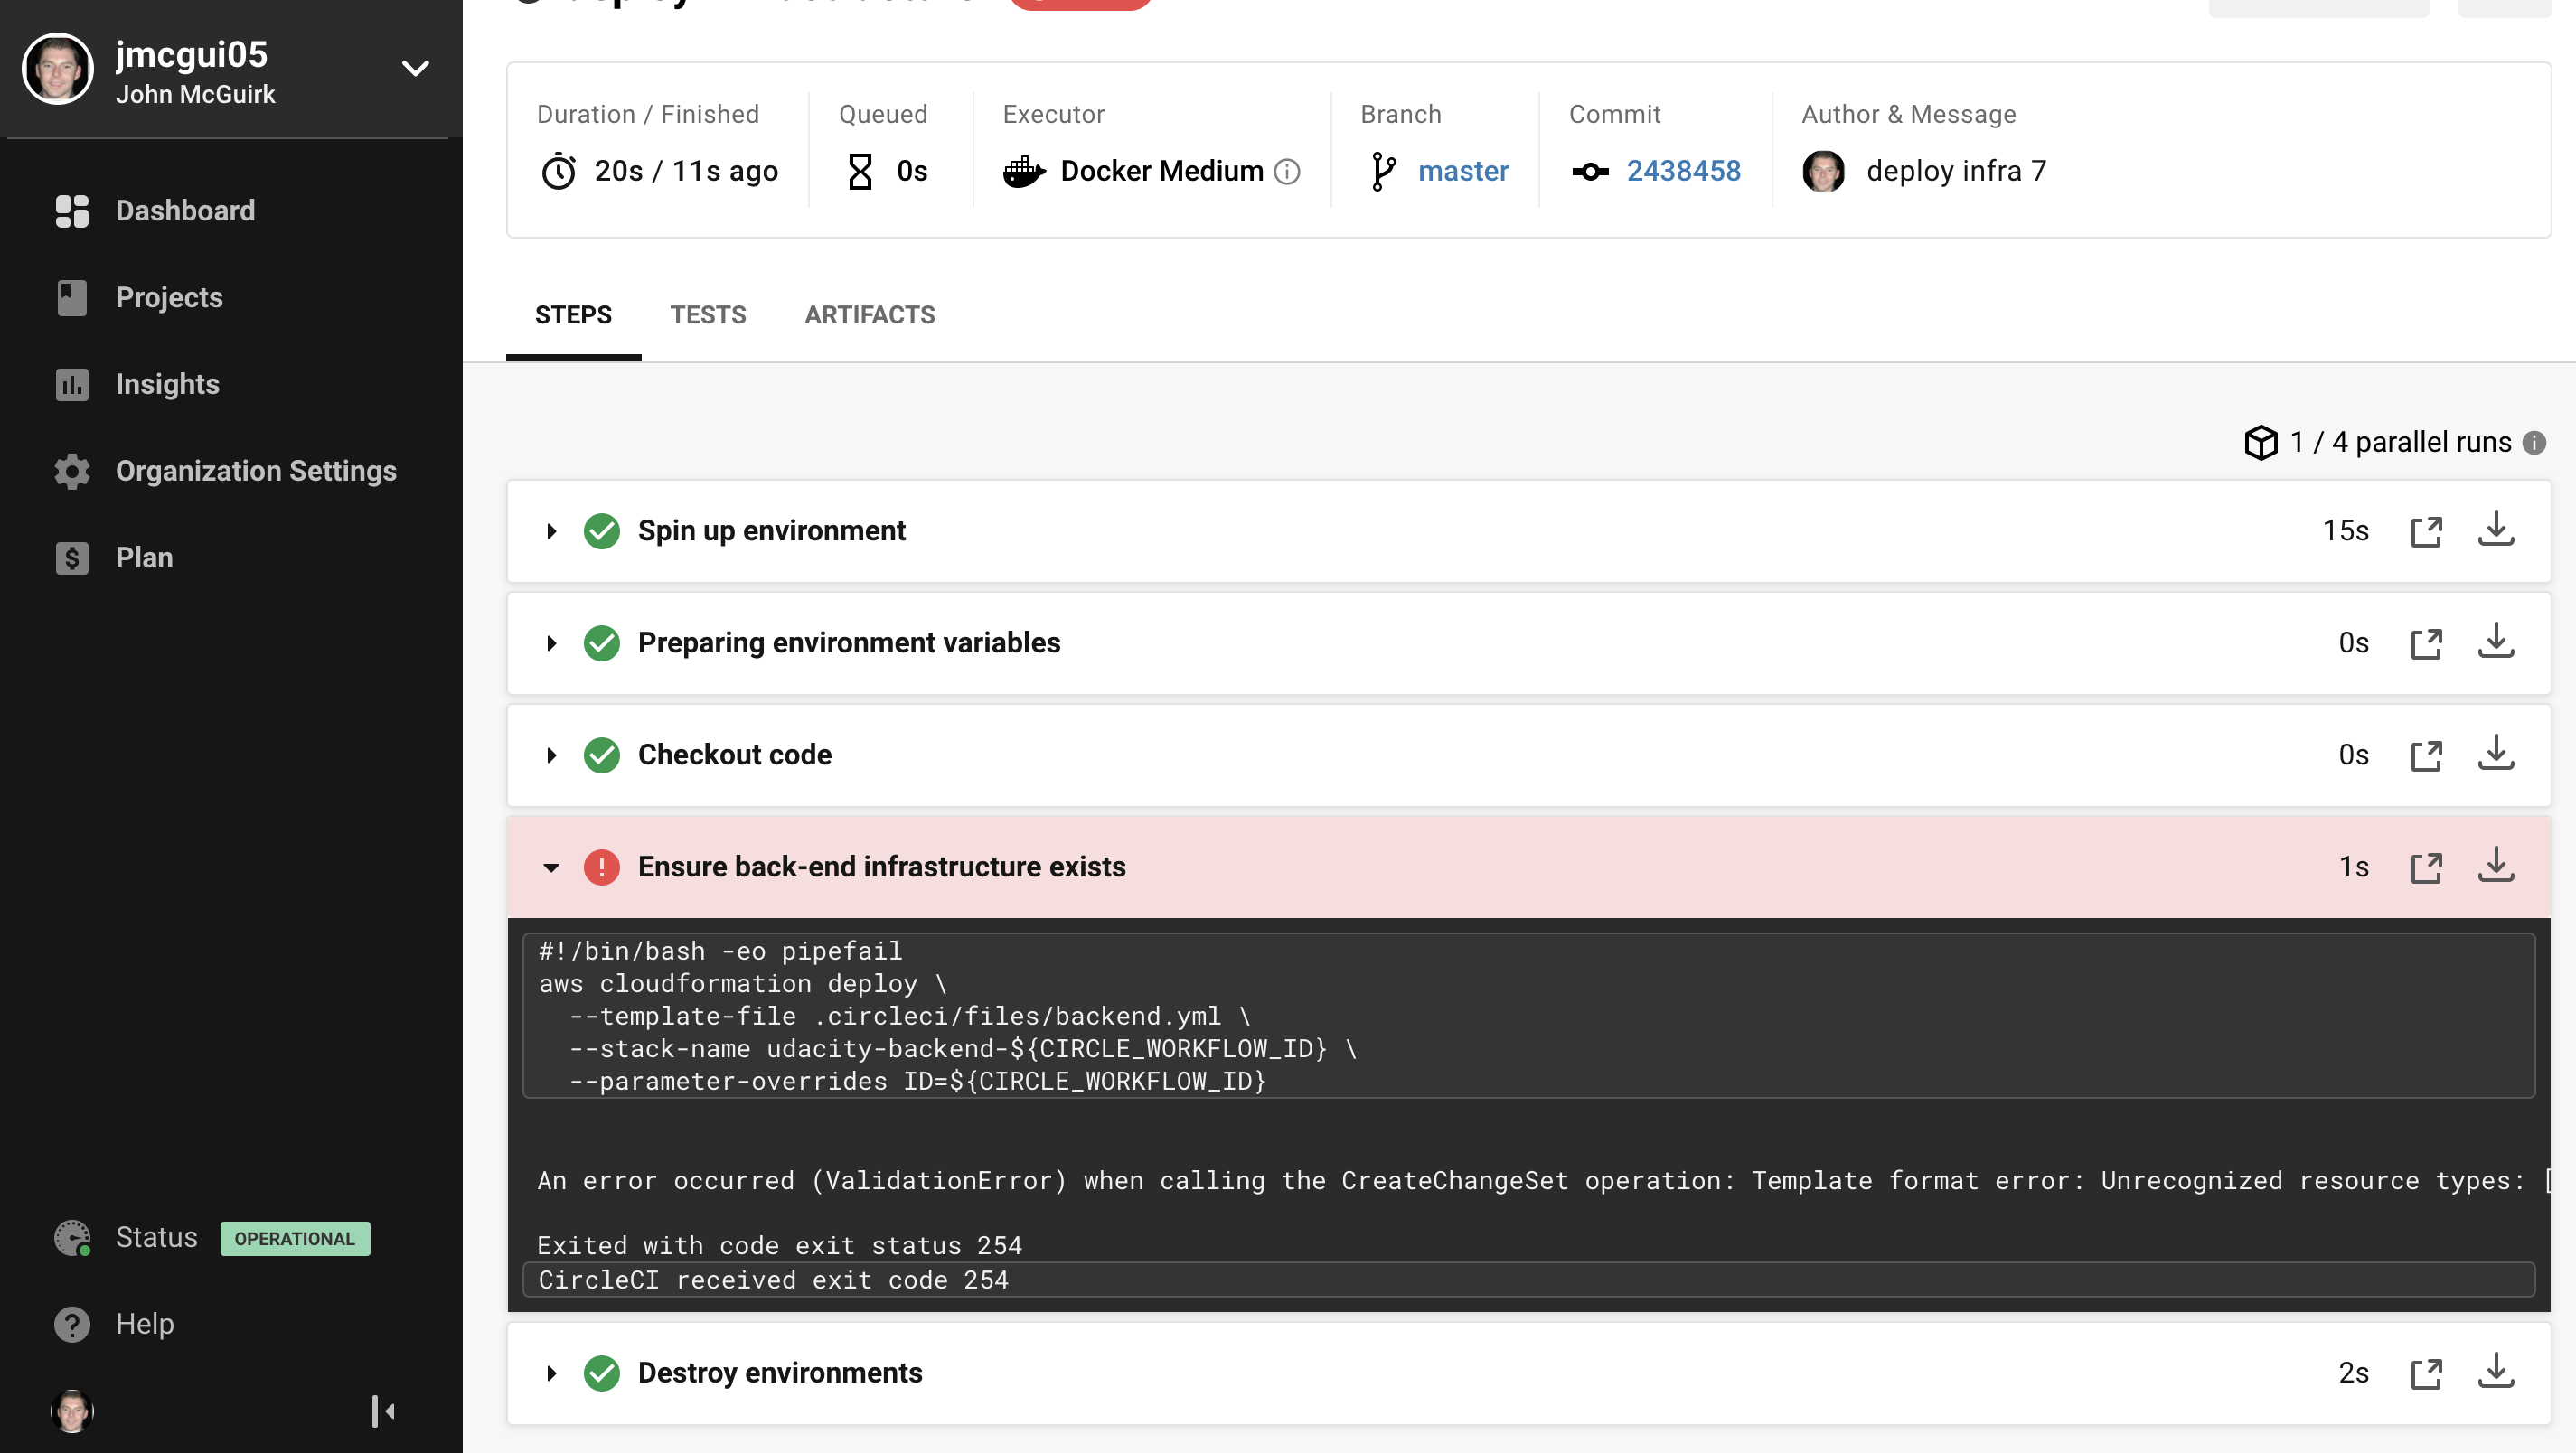 jmcgui05
John McGuirk
Dashboard
Projects
Insights
Organization Settings
Plan
Status OPERATIONAL
Help
Duration / Finished
20s / 11s ago
Queued
0s
Executor
Docker Medium
Branch
master
Commit
2438458
Author & Message
deploy infra 7
STEPS TESTS ARTIFACTS
1 / 4 parallel runs
Spin up environment 15s
Preparing environment variables 0s
Checkout code 0s
Ensure back-end infrastructure exists 1s
#!/bin/bash -eo pipefail
aws cloudformation deploy \
--template-file .circleci/files/backend.yml \
--stack-name udacity-backend-${CIRCLE_WORKFLOW_ID} \
--parameter-overrides ID=${CIRCLE_WORKFLOW_ID}
An error occurred (ValidationError) when calling the CreateChangeSet operation: Template format error: Unrecognized resource types: [
Exited with code exit status 254
CircleCI received exit code 254
Destroy environments 2s